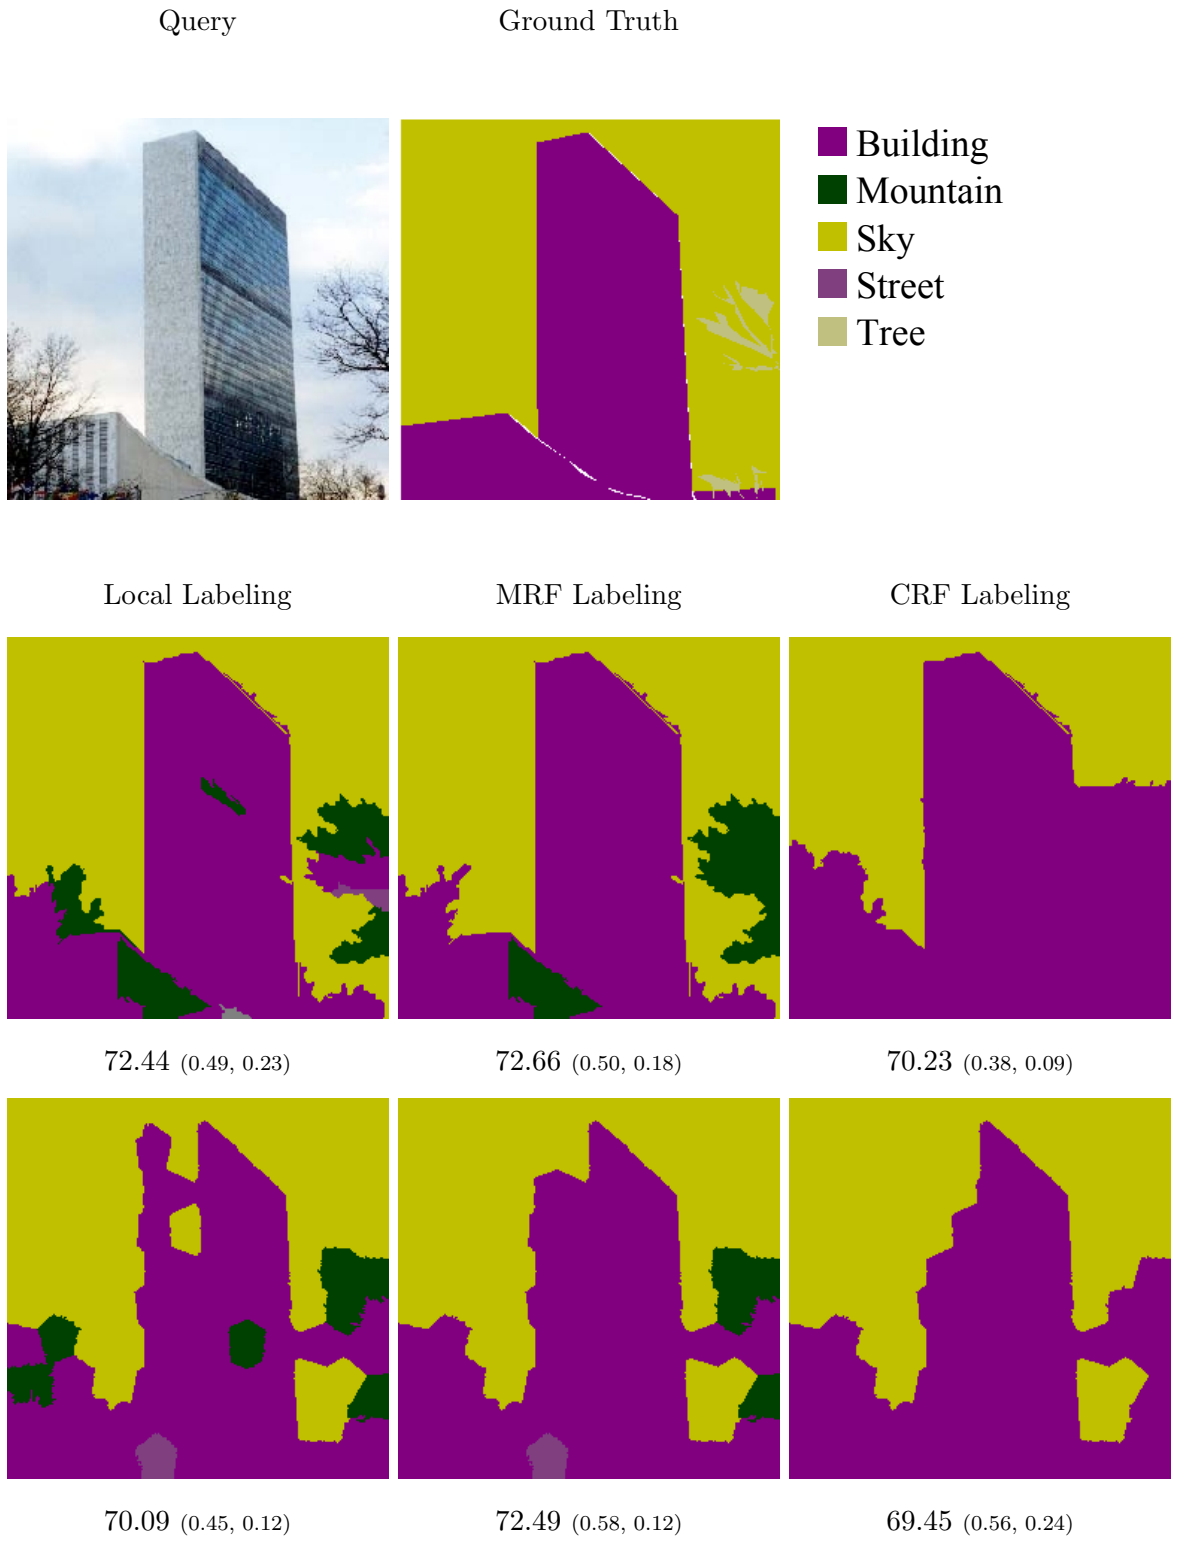 Query
Ground Truth
Building
Mountain
Sky
Street
Tree
Local Labeling
MRF Labeling
CRF Labeling
72.44 (0.49, 0.23)
72.66 (0.50, 0.18)
70.23 (0.38, 0.09)
70.09 (0.45, 0.12)
72.49 (0.58, 0.12)
69.45 (0.56, 0.24)